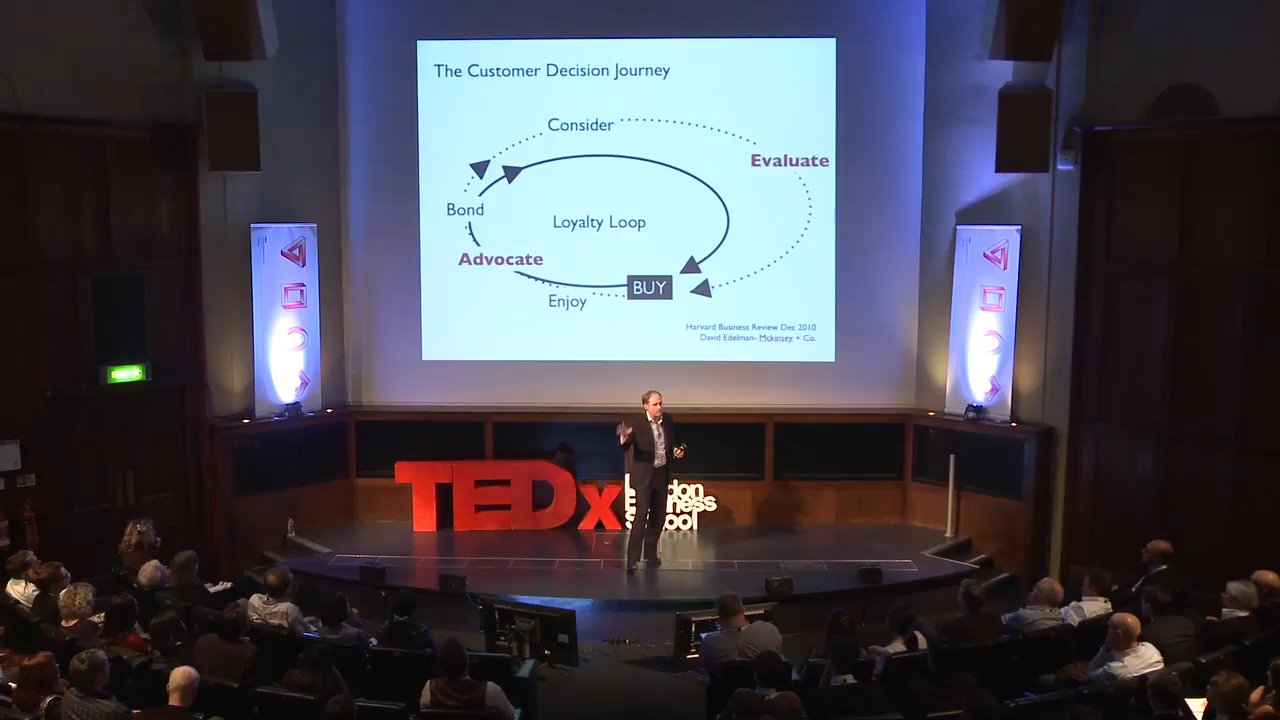 The Customer Decision Journey
Consider
Evaluate
Bond
Loyalty Loop
Advocate
BUY
Enjoy
Harvard Business Review Dec 2010
David Edelman- Mckinsey + Co.
TEDx
School